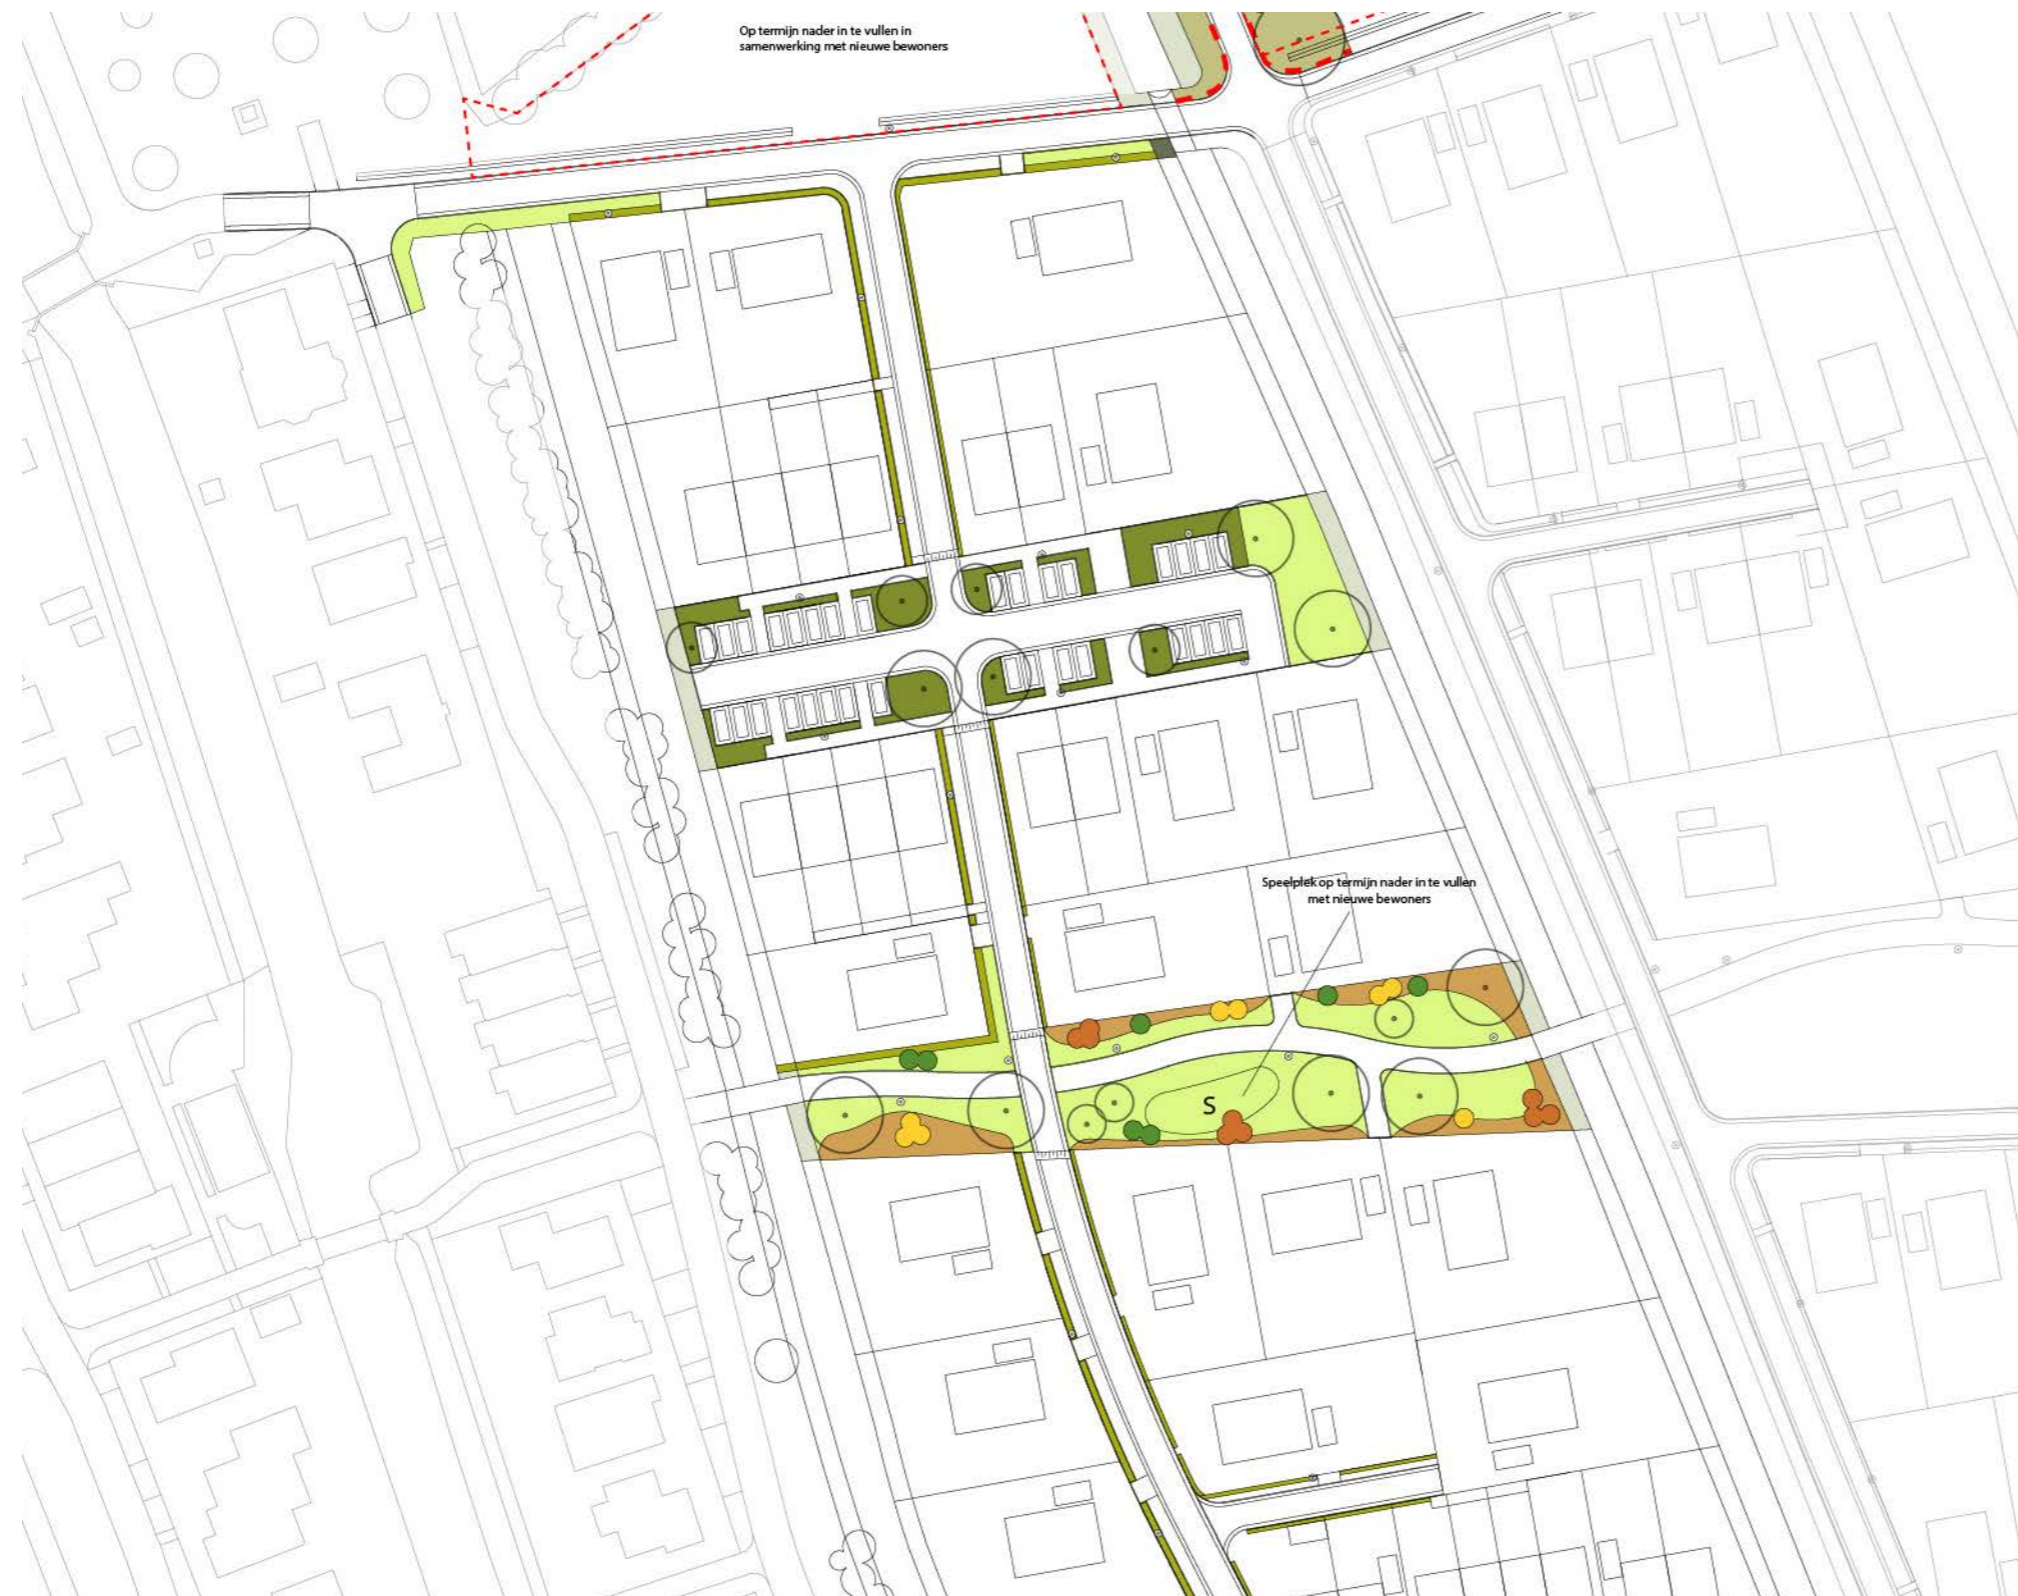 Op termijn nader in te vullen in
samenwerking met nieuwe bewoners
Speelplek op termijn nader in te vullen
met nieuwe bewoners
S